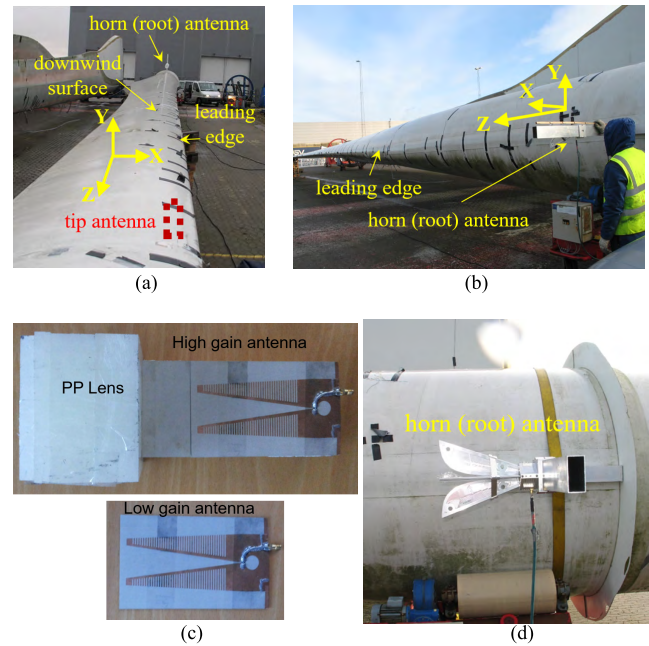 horn (root) antenna
downwind
surface
leading
edge
Y
X
Z
tip antenna
(a)
Y
X
Z
leading edge
horn (root) antenna
(b)
High gain antenna
PP Lens
Low gain antenna
(c)
horn (root) antenna
(d)